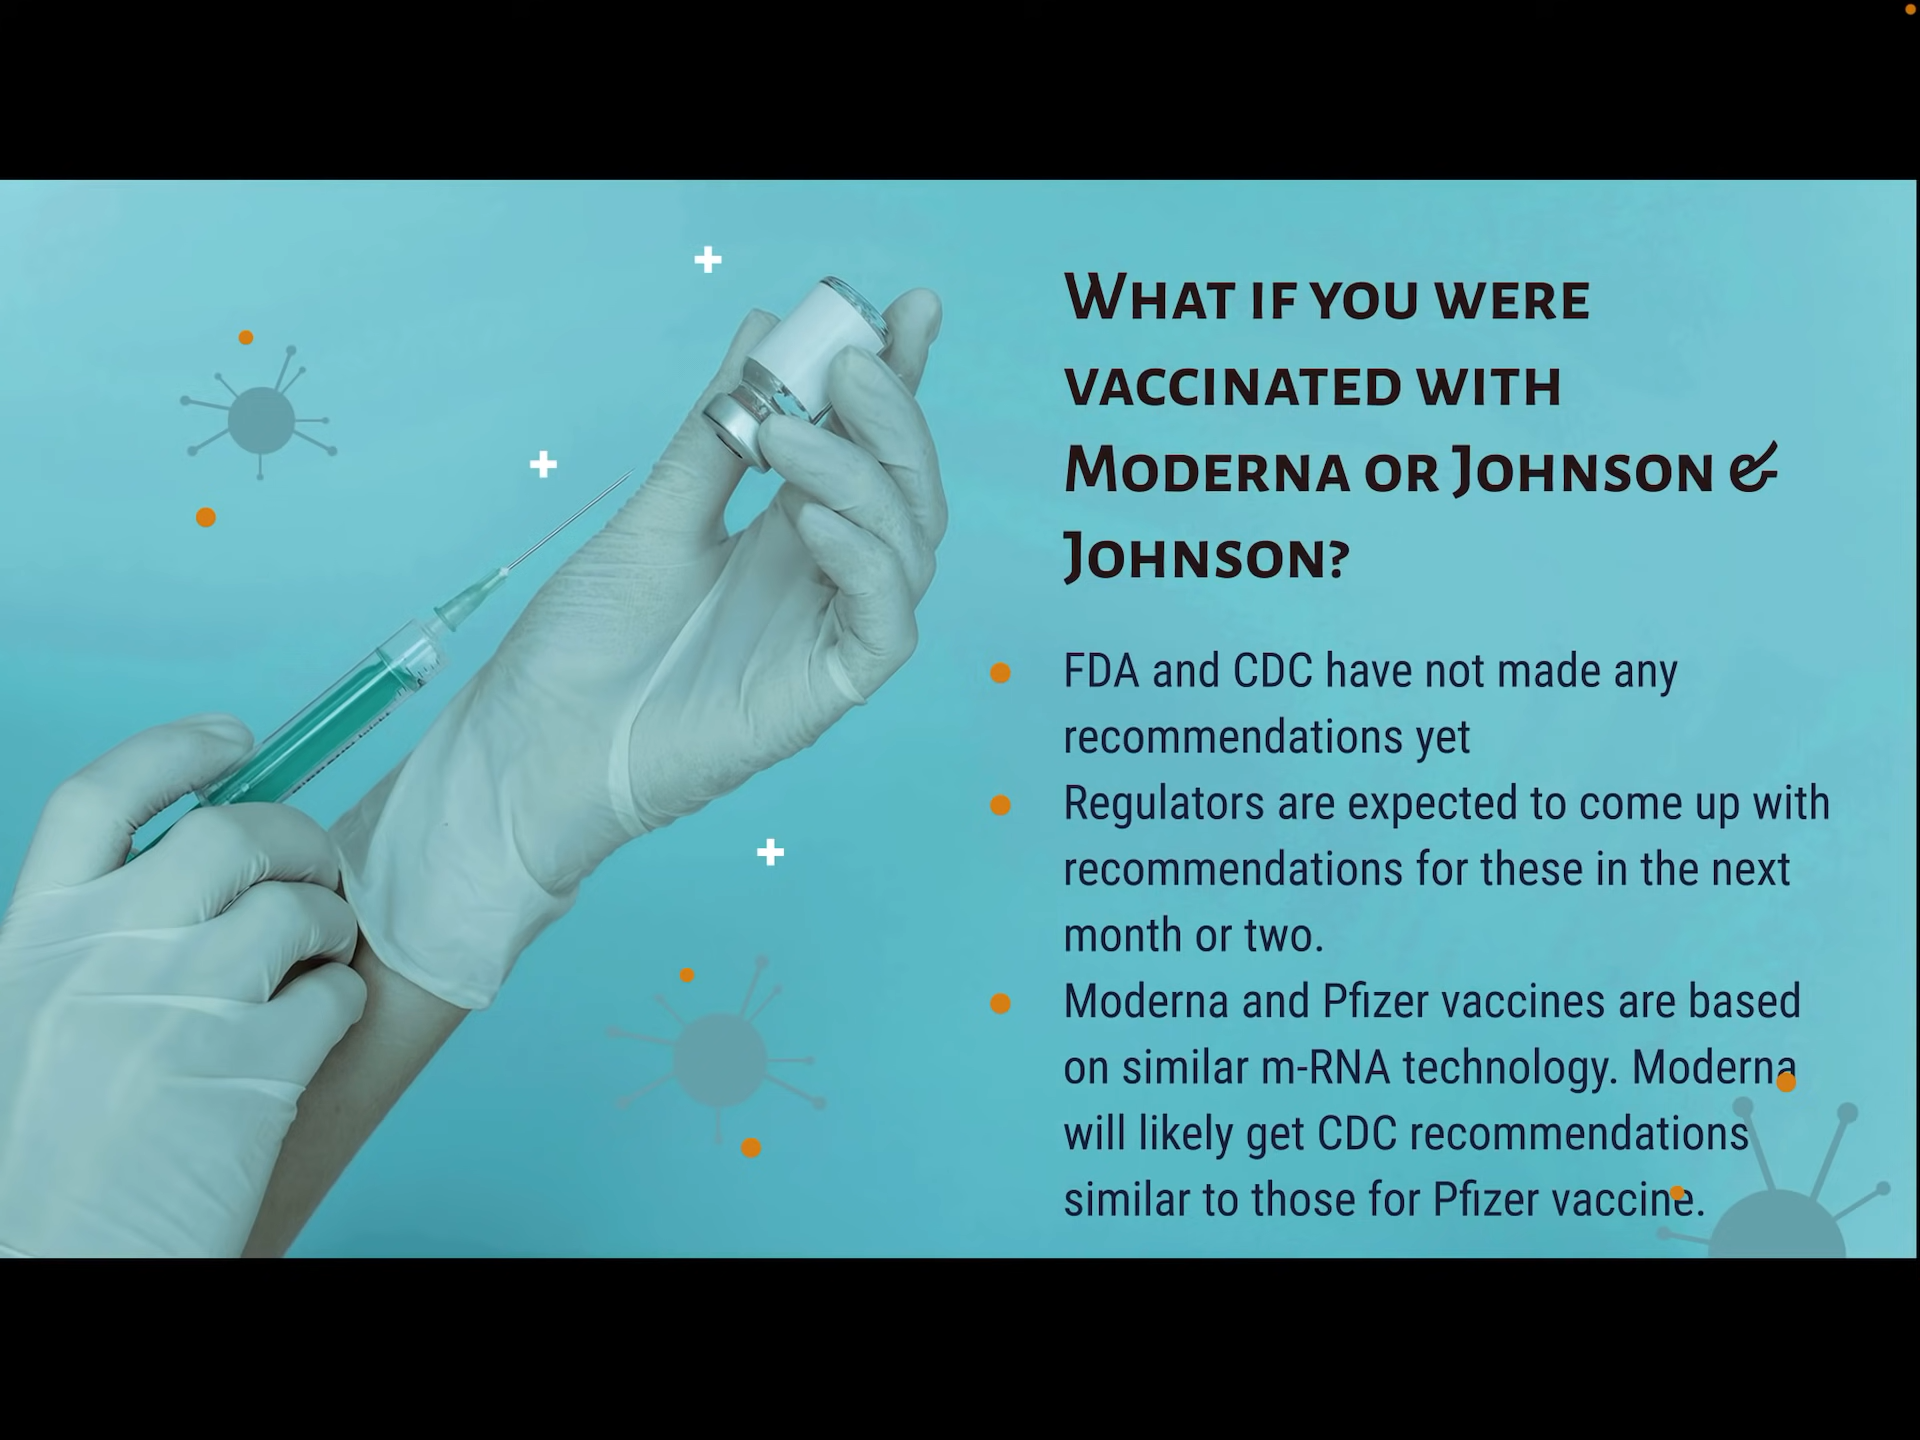 What if you were
vaccinated with
Moderna or Johnson &
Johnson?
FDA and CDC have not made any
recommendations yet
Regulators are expected to come up with
recommendations for these in the next
month or two.
Moderna and Pfizer vaccines are based
on similar m-RNA technology. Moderna
will likely get CDC recommendations
similar to those for Pfizer vaccine.